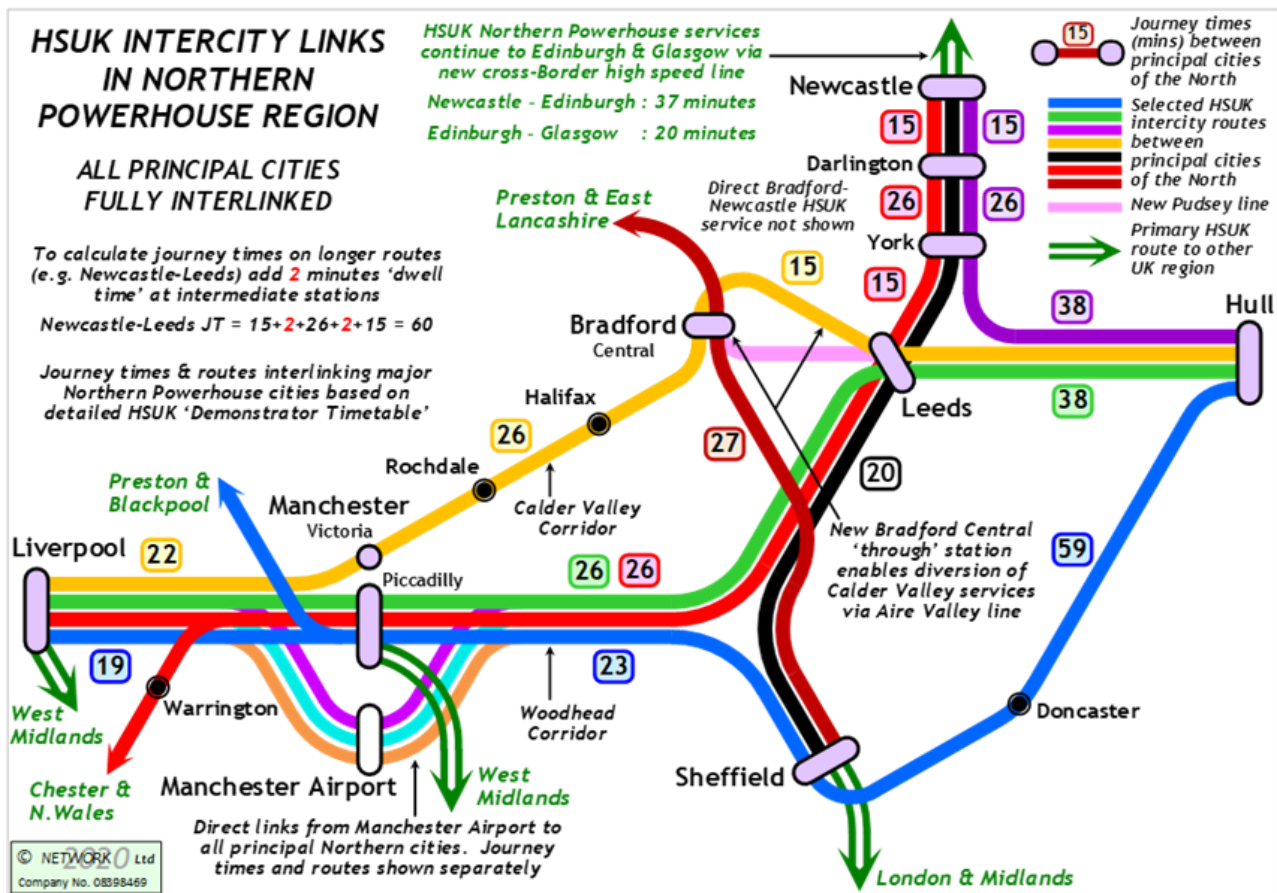 HSUK INTERCITY LINKS
IN NORTHERN
POWERHOUSE REGION
ALL PRINCIPAL CITIES
FULLY INTERLINKED
To calculate journey times on longer routes
(e.g. Newcastle-Leeds) add 2 minutes ‘dwell
time’ at intermediate stations
Newcastle-Leeds JT = 15+2+26+2+15 = 60
Journey times & routes interlinking major
Northern Powerhouse cities based on
detailed HSUK ‘Demonstrator Timetable’
HSUK Northern Powerhouse services
continue to Edinburgh & Glasgow via
new cross-Border high speed line
Newcastle - Edinburgh : 37 minutes
Edinburgh - Glasgow : 20 minutes
15
Journey times
(mins) between
principal cities
of the North
Selected HSUK
intercity routes
between
principal cities
of the North
New Pudsey line
Primary HSUK
route to other
UK region
Newcastle
15
15
Darlington
26
26
York
15
38
Hull
Direct Bradford-
Newcastle HSUK
service not shown
Preston & East
Lancashire
15
Bradford
Central
Leeds
38
Halifax
26
27
20
Rochdale
Calder Valley
Corridor
Preston &
Blackpool
Manchester
Victoria
Piccadilly
New Bradford Central
‘through’ station
enables diversion of
Calder Valley services
via Aire Valley line
59
Liverpool
22
26
26
19
23
Warrington
Woodhead
Corridor
Doncaster
West
Midlands
Chester &
N.Wales
Manchester Airport
West
Midlands
Sheffield
Direct links from Manchester Airport to
all principal Northern cities. Journey
times and routes shown separately
London & Midlands
© NETWORK 2020 Ltd
Company No. 08398469